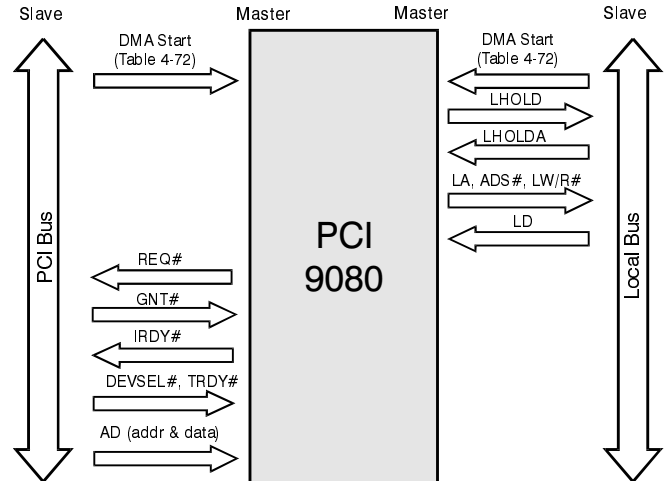 Slave Master Master Slave
DMA Start
(Table 4-72)
DMA Start
(Table 4-72)
LHOLD
LHOLDA
LA, ADS#, LW/R#
LD
PCI Bus
PCI
9080
Local Bus
REQ#
GNT#
IRDY#
DEVSEL#, TRDY#
AD (addr & data)